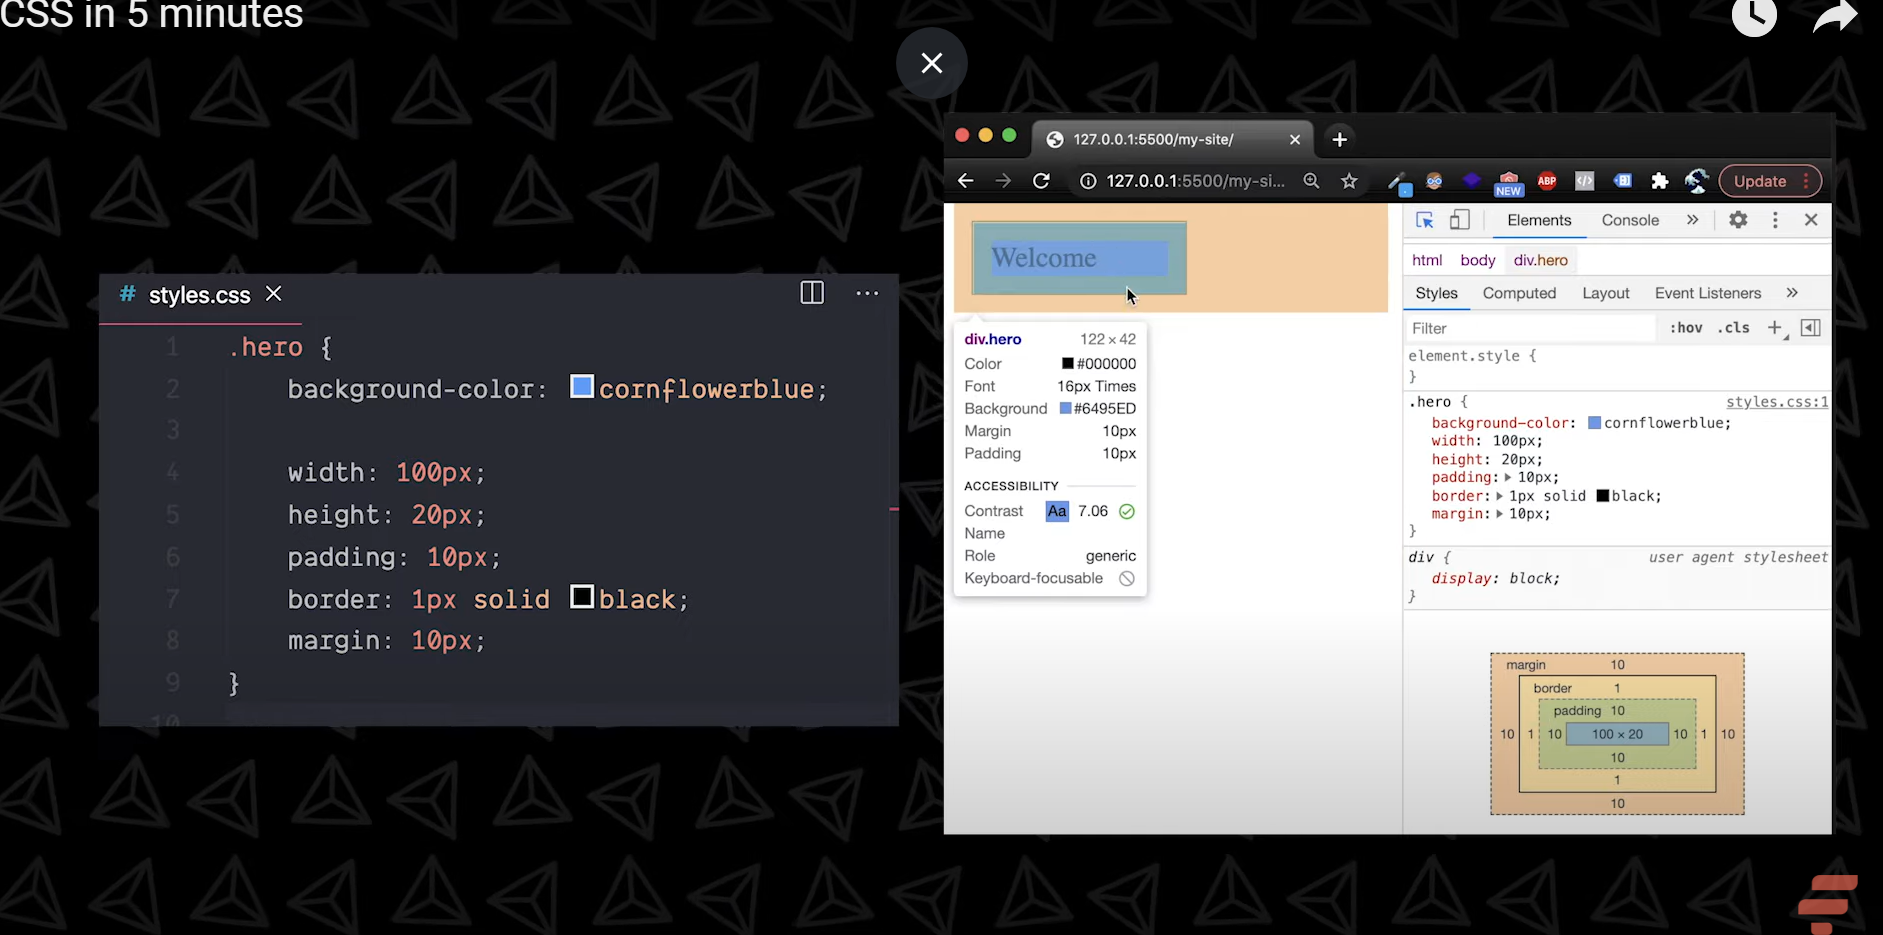 CSS in 5 minutes
# styles.css
1 .hero {
2 background-color: cornflowerblue;
3
4 width: 100px;
5 height: 20px;
6 padding: 10px;
7 border: 1px solid black;
8 margin: 10px;
9 }
10
127.0.0.1:5500/my-site/
127.0.0.1:5500/my-si...
NEW
ABP
Update
Welcome
div.hero 122 × 42
Color #000000
Font 16px Times
Background #6495ED
Margin 10px
Padding 10px
ACCESSIBILITY
Contrast Aa 7.06
Name
Role generic
Keyboard-focusable
Elements Console »
html body div.hero
Styles Computed Layout Event Listeners »
Filter :hov .cls +
element.style {
}
.hero { styles.css:1
background-color: cornflowerblue;
width: 100px;
height: 20px;
padding: 10px;
border: 1px solid black;
margin: 10px;
}
div { user agent stylesheet
display: block;
}
margin 10
border 1
padding 10
10 1 10 100 × 20 10 1 10
10
1
10